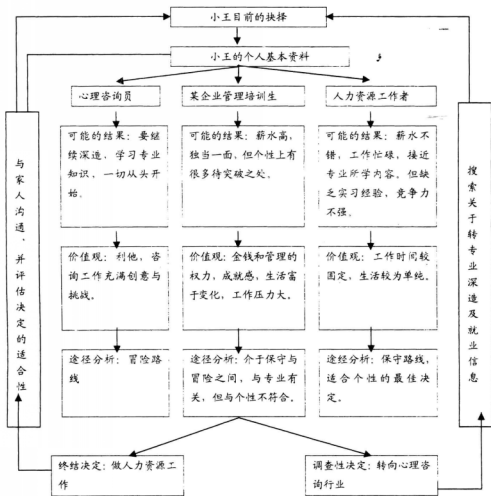 小王目前的抉择
小王的个人基本资料
心理咨询员
某企业管理培训生
人力资源工作者
可能的结果：要继
续深造，学习专业
知识，一切从头开
始。
可能的结果：薪水高，
独当一面，但个性上有
很多待突破之处。
可能的结果：薪水不
错，工作忙碌，接近
专业所学内容。但缺
乏实习经验，竞争力
不强。
价值观：利他，咨
询工作充满创意与
挑战。
价值观：金钱和管理的
权力，成就感，生活富
于变化，工作压力大。
价值观：工作时间较
固定，生活较为单纯。
途径分析：冒险路
线
途径分析：介于保守与
冒险之间，与专业有
关，但与个性不符合。
途经分析：保守路线，
适合个性的最佳决
定。
与家人沟通，并评估决定的适合性
搜索关于转专业深造及就业信息
终结决定：做人力资源工
作
调查性决定：转向心理咨
询行业